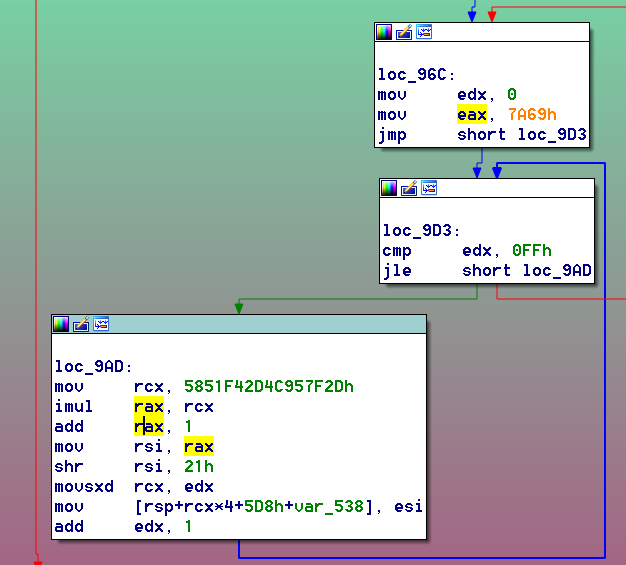 loc_96C:
mov edx, 0
mov eax, 7A69h
jmp short loc_9D3
loc_9D3:
cmp edx, 0FFh
jle short loc_9AD
loc_9AD:
mov rcx, 5851F42D4C957F2Dh
imul rax, rcx
add rax, 1
mov rsi, rax
shr rsi, 21h
movsxd rcx, edx
mov [rsp+rcx*4+5D8h+var_538], esi
add edx, 1